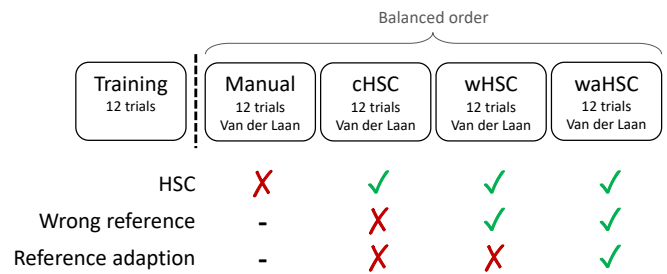 Balanced order
Training
12 trials
Manual
12 trials
Van der Laan
cHSC
12 trials
Van der Laan
wHSC
12 trials
Van der Laan
waHSC
12 trials
Van der Laan
HSC ✗ ✓ ✓ ✓
Wrong reference - ✗ ✓ ✓
Reference adaption - ✗ ✗ ✓